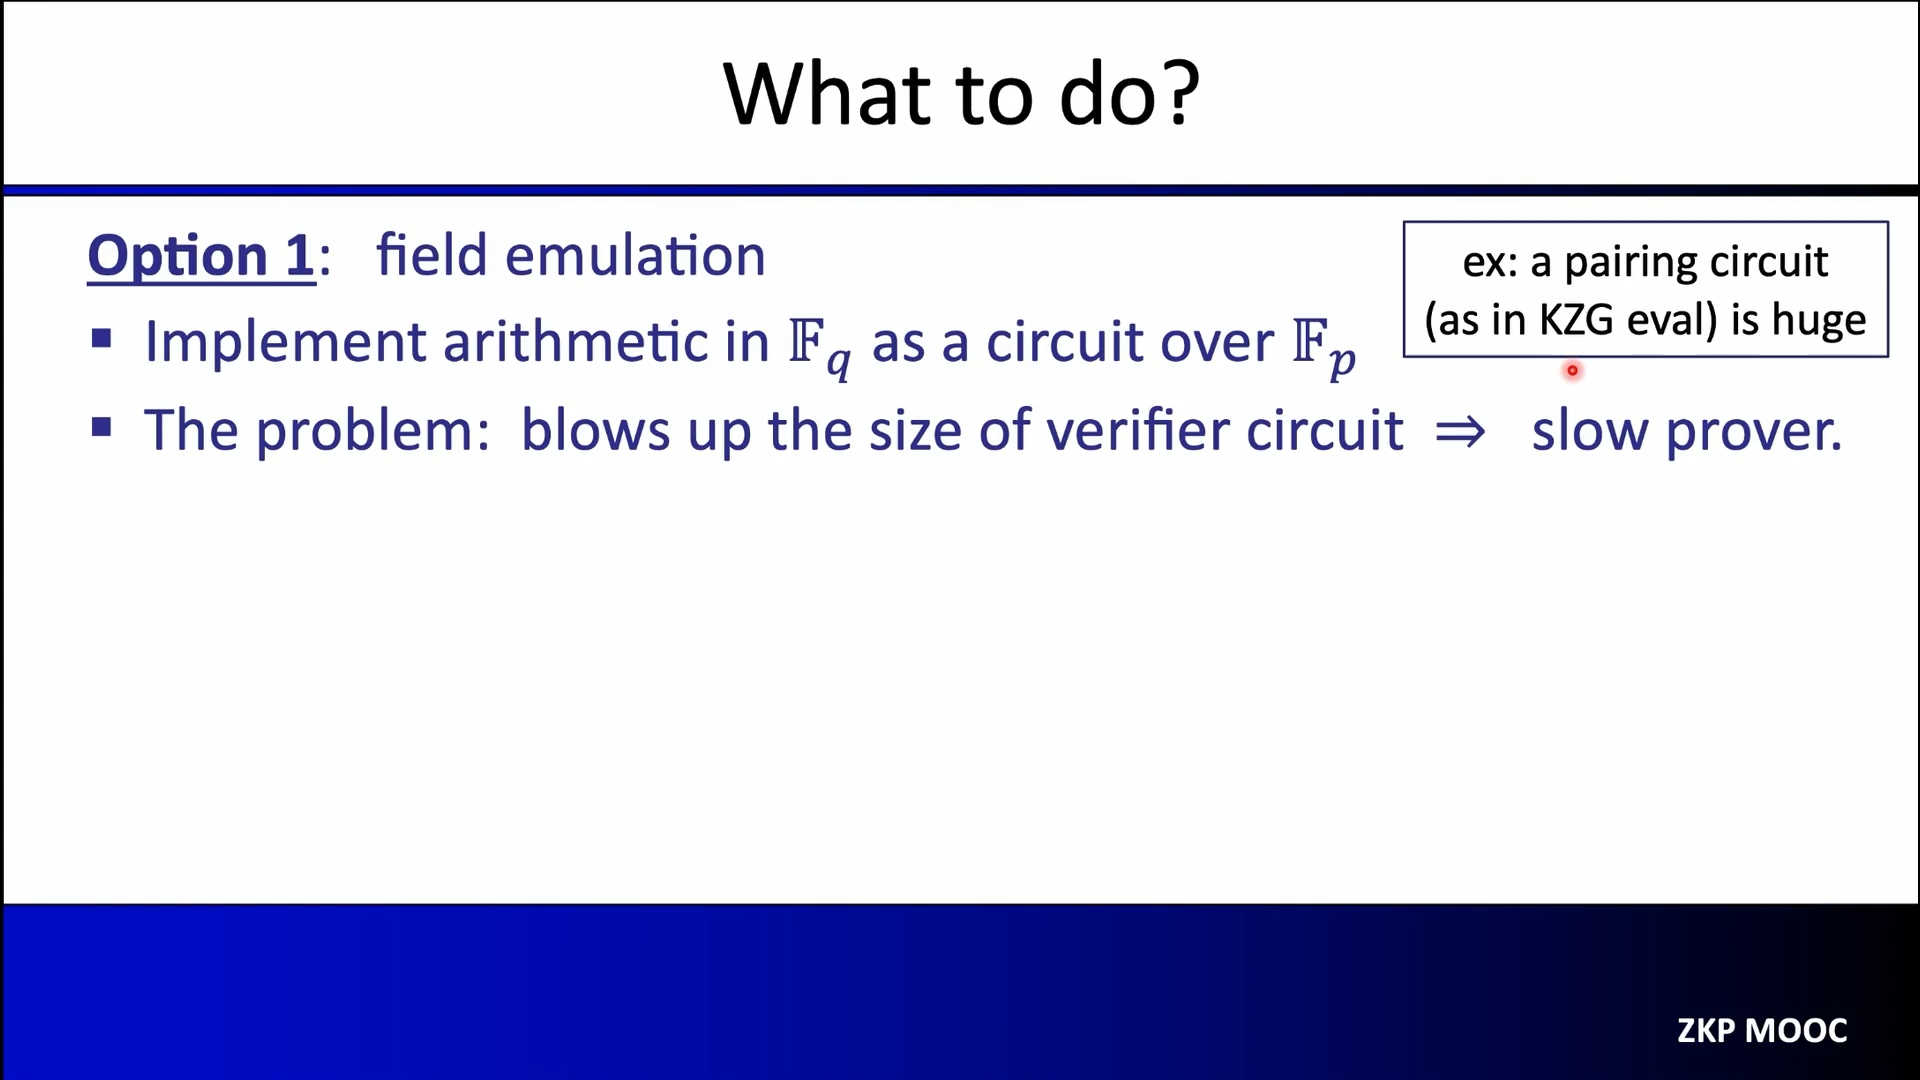 What to do?
Option 1: field emulation
ex: a pairing circuit
(as in KZG eval) is huge
▪ Implement arithmetic in 𝔽_q as a circuit over 𝔽_p
▪ The problem: blows up the size of verifier circuit ⇒ slow prover.
ZKP MOOC